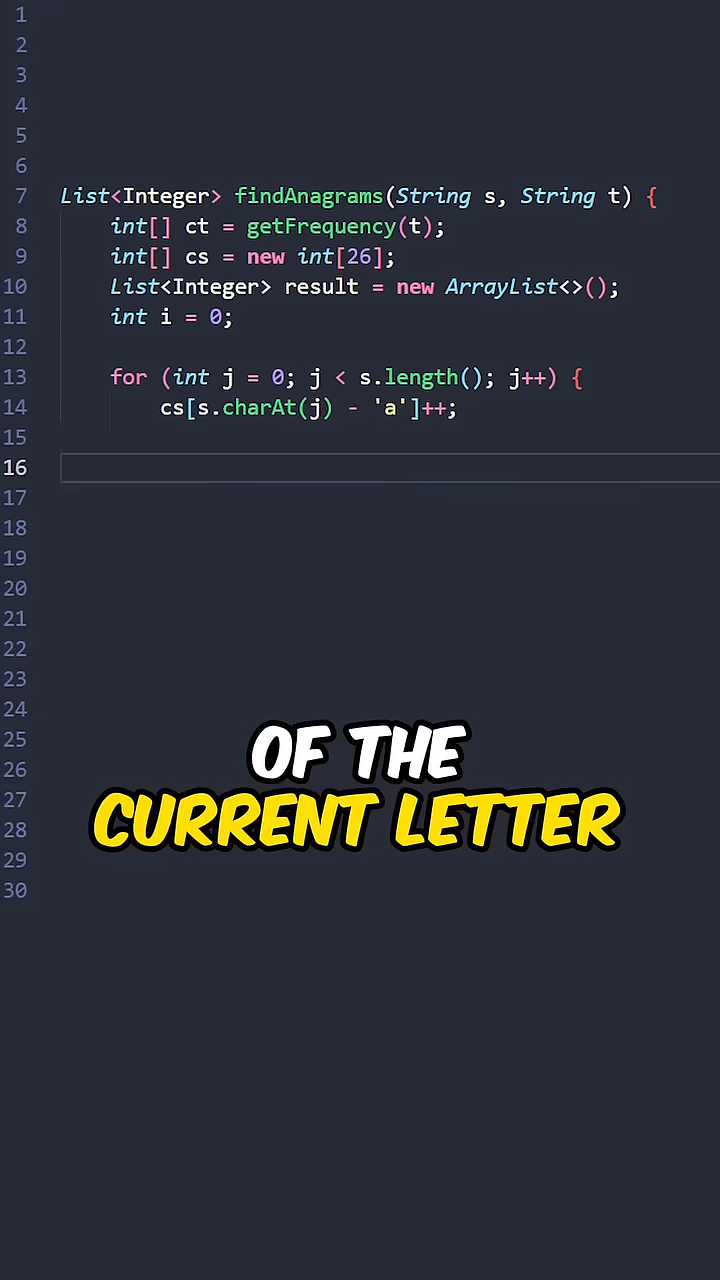 1
2
3
4
5
6
7 List<Integer> findAnagrams(String s, String t) {
8 int[] ct = getFrequency(t);
9 int[] cs = new int[26];
10 List<Integer> result = new ArrayList<>();
11 int i = 0;
12
13 for (int j = 0; j < s.length(); j++) {
14 cs[s.charAt(j) - 'a']++;
15
16
17
18
19
20
21
22
23
24
25
26
27
28
29
30
OF THE
CURRENT LETTER